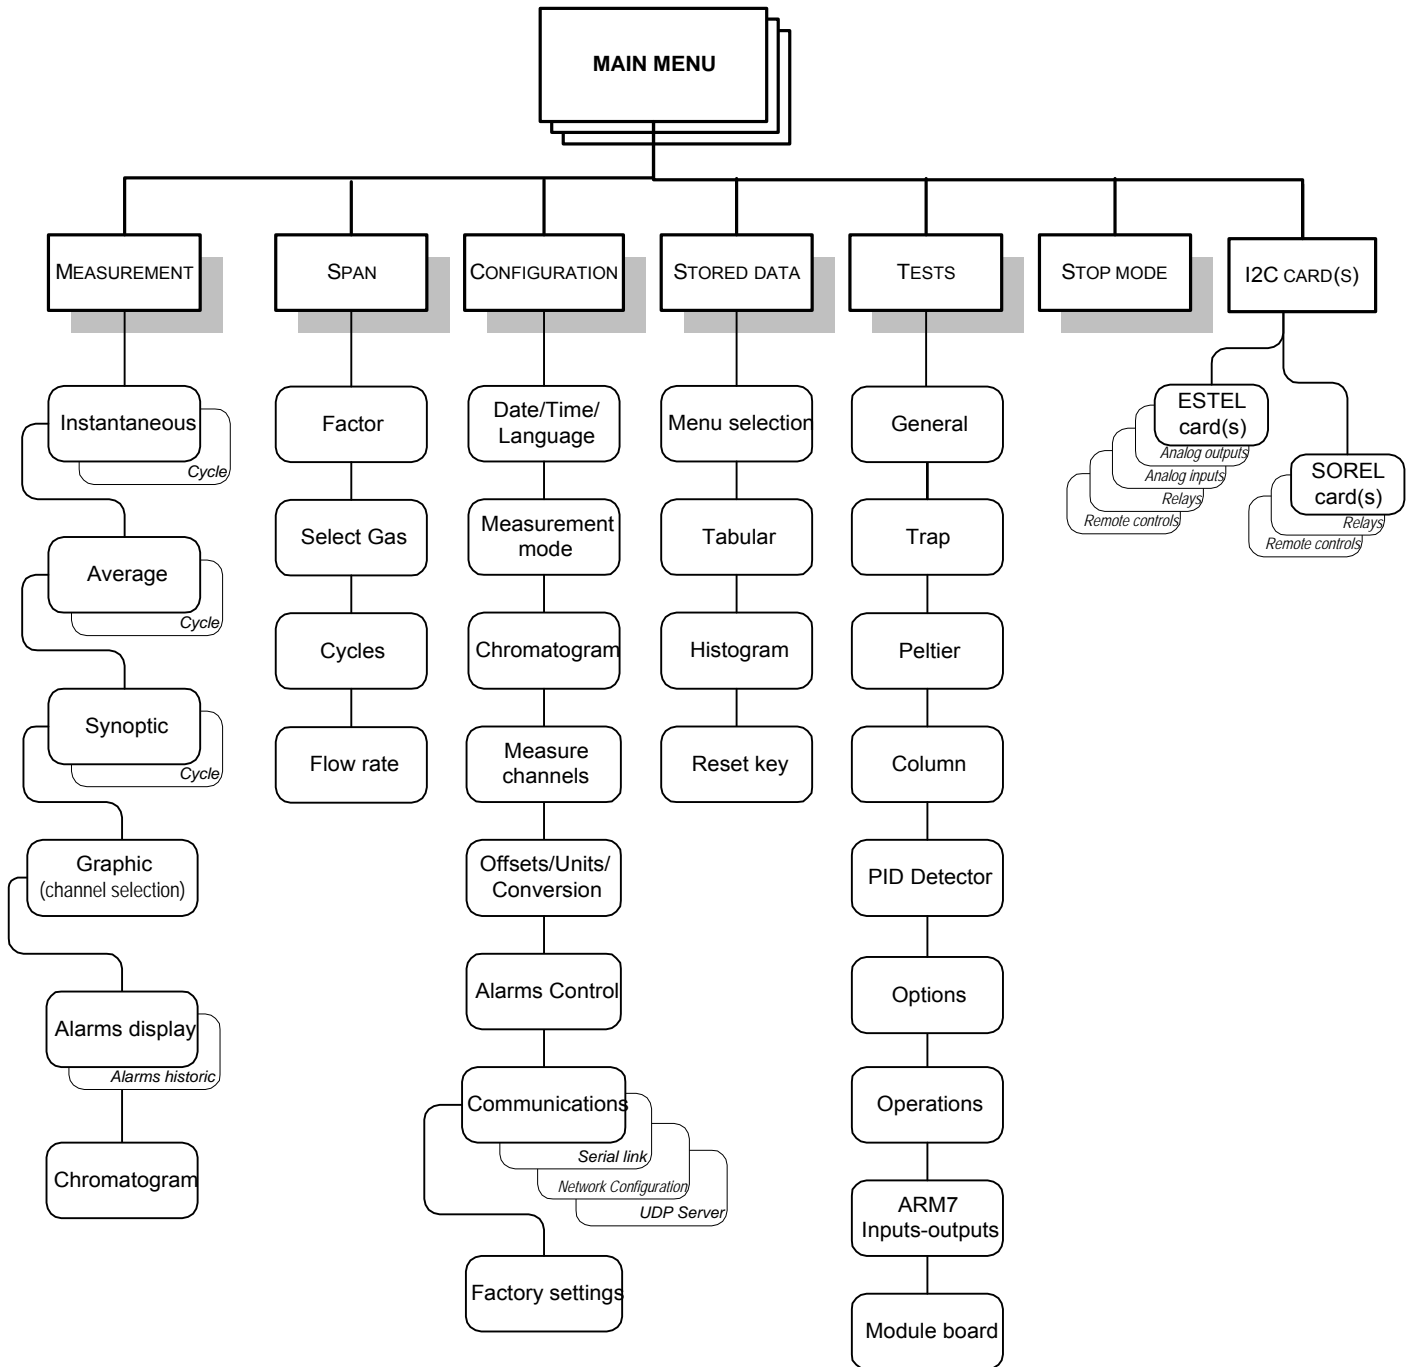 MAIN MENU
MEASUREMENT
SPAN
CONFIGURATION
STORED DATA
TESTS
STOP MODE
I2C CARD(S)
Instantaneous
Cycle
Average
Cycle
Synoptic
Cycle
Graphic
(channel selection)
Alarms display
Alarms historic
Chromatogram
Factor
Select Gas
Cycles
Flow rate
Date/Time/
Language
Measurement
mode
Chromatogram
Measure
channels
Offsets/Units/
Conversion
Alarms Control
Communications
Serial link
Network Configuration
UDP Server
Factory settings
Menu selection
Tabular
Histogram
Reset key
General
Trap
Peltier
Column
PID Detector
Options
Operations
ARM7
Inputs-outputs
Module board
ESTEL
card(s)
Analog outputs
Analog inputs
Relays
Remote controls
SOREL
card(s)
Relays
Remote controls